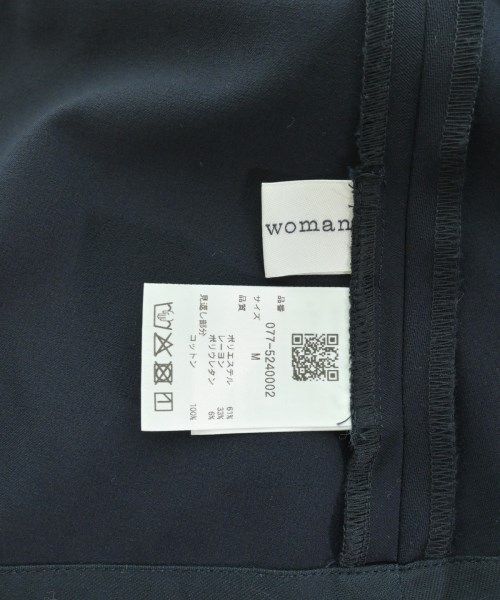 woman
品番 077-5240002
サイズ M
品質
ポリエステル 61%
レーヨン 33%
ポリウレタン 6%
見返し部分
コットン 100%